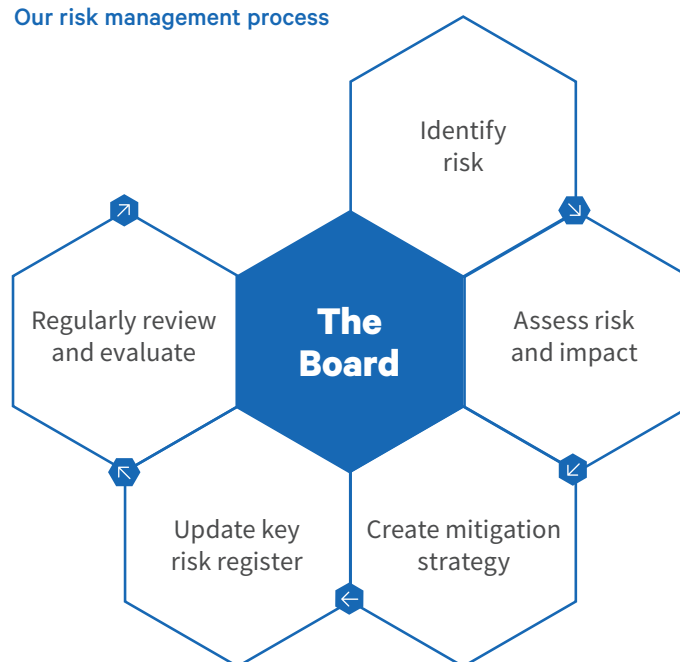 Our risk management process
Identify
risk
Assess risk
and impact
Create mitigation
strategy
Update key
risk register
Regularly review
and evaluate
The
Board